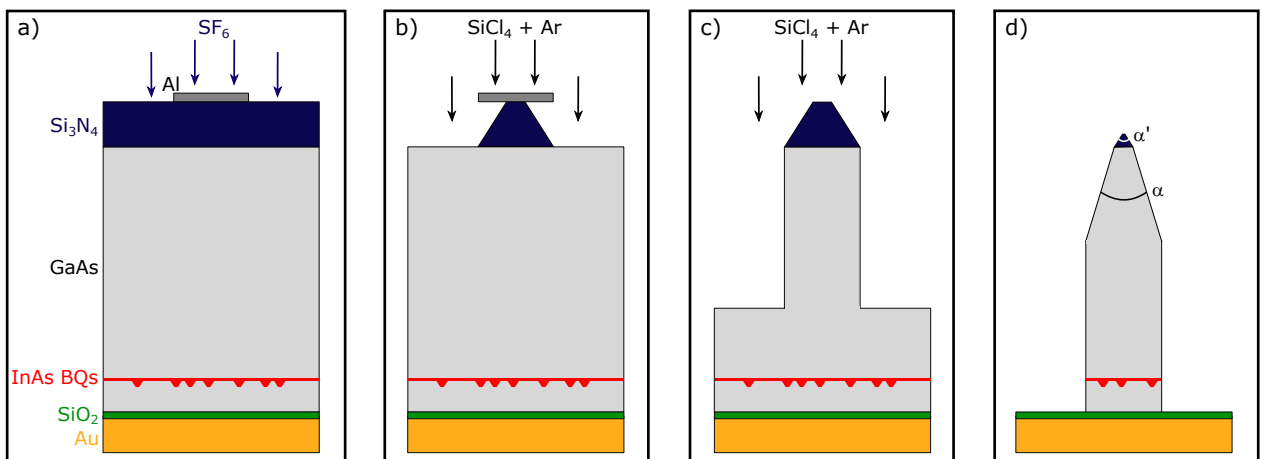 a)
SF₆
Al
Si₃N₄
GaAs
InAs BQs
SiO₂
Au
b)
SiCl₄ + Ar
c)
SiCl₄ + Ar
d)
α'
α